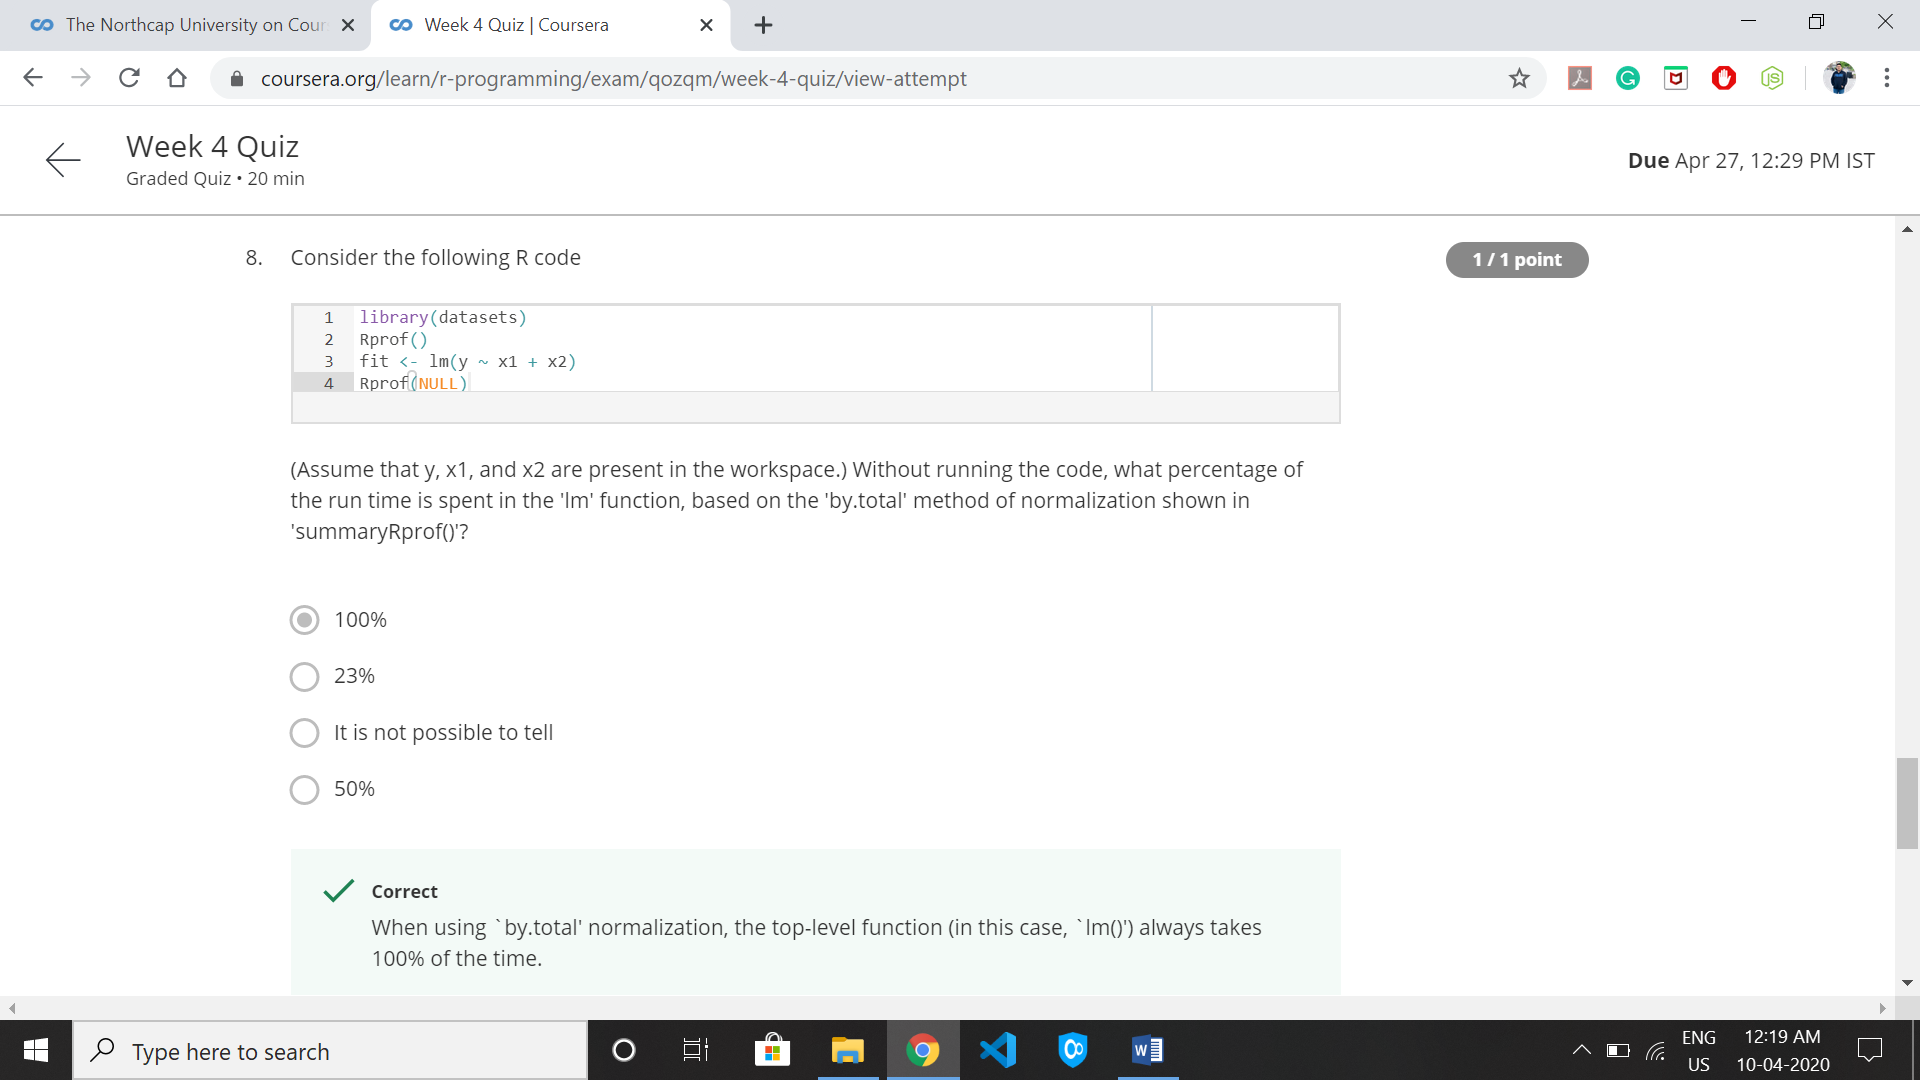 The Northcap University on Cour
Week 4 Quiz | Coursera
coursera.org/learn/r-programming/exam/qozqm/week-4-quiz/view-attempt
Week 4 Quiz
Graded Quiz • 20 min
Due Apr 27, 12:29 PM IST
8. Consider the following R code
1 / 1 point
1 library(datasets)
2 Rprof()
3 fit <- lm(y ~ x1 + x2)
4 Rprof(NULL)
(Assume that y, x1, and x2 are present in the workspace.) Without running the code, what percentage of
the run time is spent in the 'lm' function, based on the 'by.total' method of normalization shown in
'summaryRprof()'?
100%
23%
It is not possible to tell
50%
Correct
When using `by.total' normalization, the top-level function (in this case, `lm()') always takes
100% of the time.
Type here to search
ENG
US
12:19 AM
10-04-2020